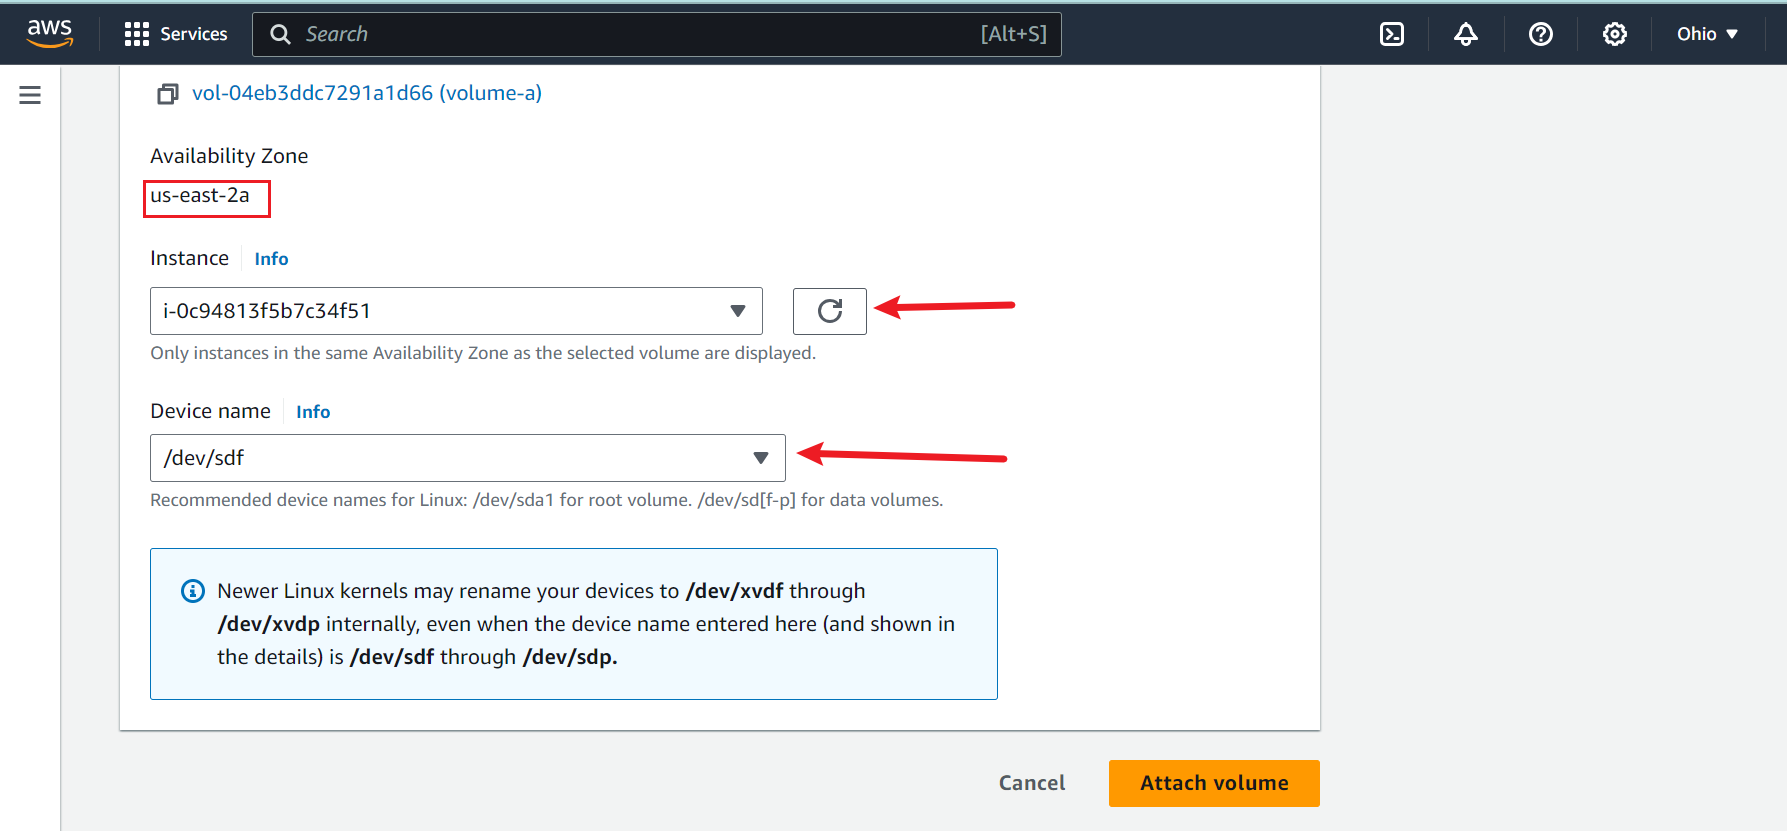 aws Services Search [Alt+S] Ohio
vol-04eb3ddc7291a1d66 (volume-a)
Availability Zone
us-east-2a
Instance Info
i-0c94813f5b7c34f51
Only instances in the same Availability Zone as the selected volume are displayed.
Device name Info
/dev/sdf
Recommended device names for Linux: /dev/sda1 for root volume. /dev/sd[f-p] for data volumes.
Newer Linux kernels may rename your devices to /dev/xvdf through
/dev/xvdp internally, even when the device name entered here (and shown in
the details) is /dev/sdf through /dev/sdp.
Cancel Attach volume